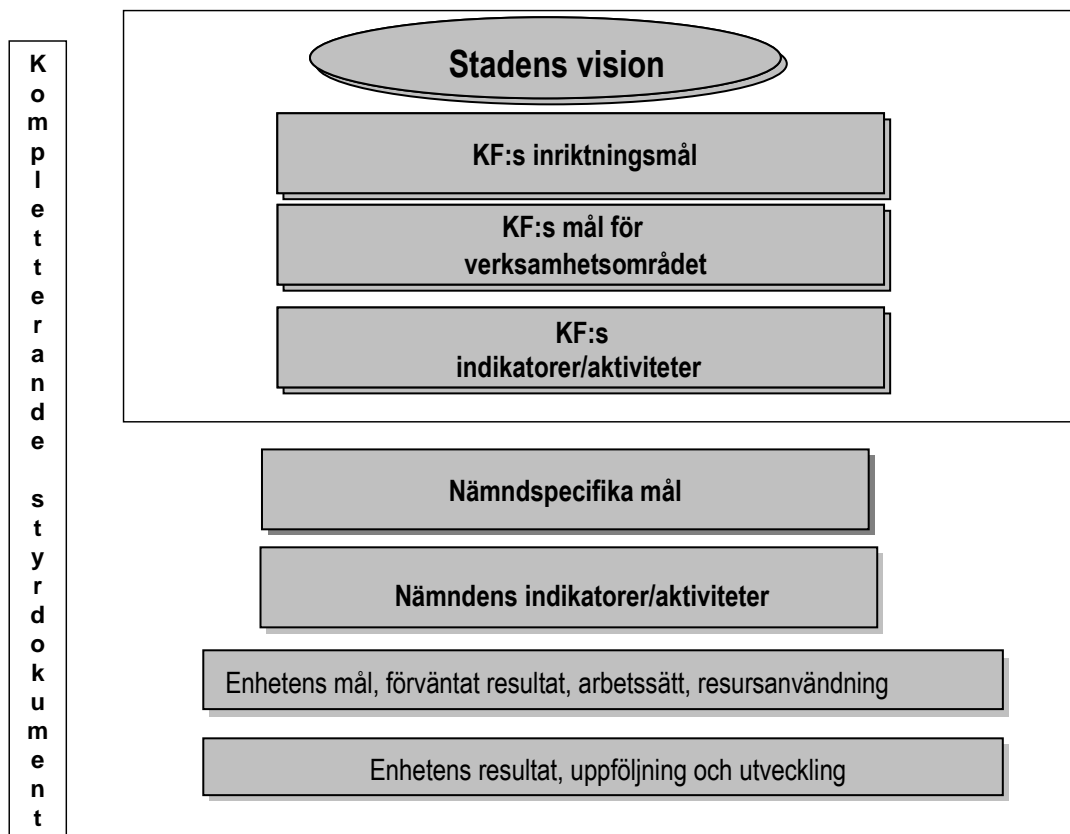 Kompletterande styrdokument
Stadens vision
KF:s inriktningsmål
KF:s mål för
verksamhetsområdet
KF:s
indikatorer/aktiviteter
Nämndspecifika mål
Nämndens indikatorer/aktiviteter
Enhetens mål, förväntat resultat, arbetssätt, resursanvändning
Enhetens resultat, uppföljning och utveckling